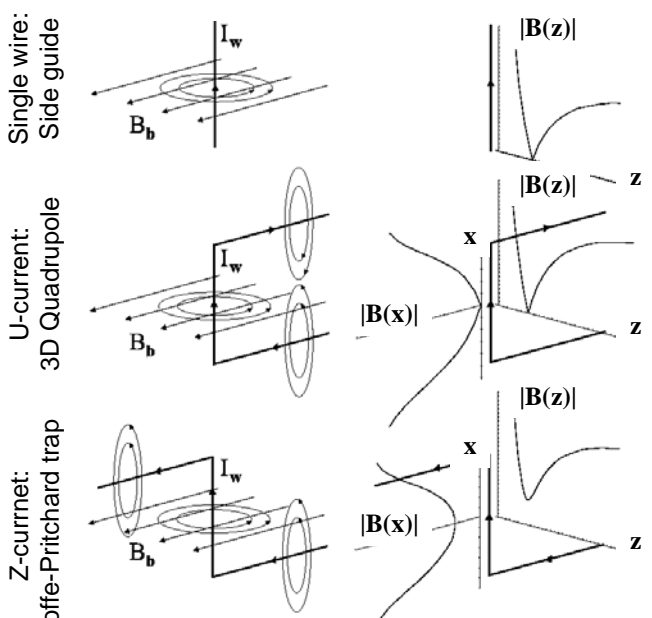 Single wire:
Side guide
I_w
B_b
|B(z)|
z
U-current:
3D Quadrupole
I_w
B_b
|B(z)|
x
|B(x)|
z
Z-currnet:
offe-Pritchard trap
I_w
B_b
|B(z)|
x
|B(x)|
z